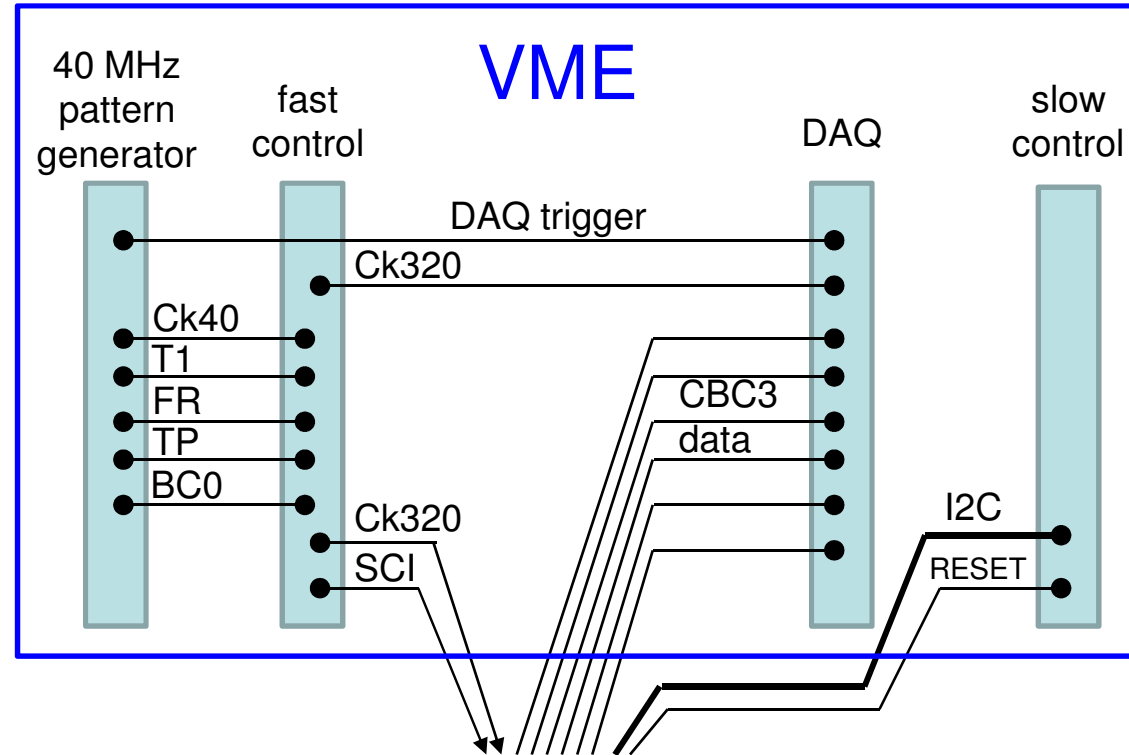 VME
40 MHz
pattern
generator
fast
control
DAQ
slow
control
DAQ trigger
Ck320
Ck40
T1
FR
TP
BC0
CBC3
data
Ck320
SCI
I2C
RESET